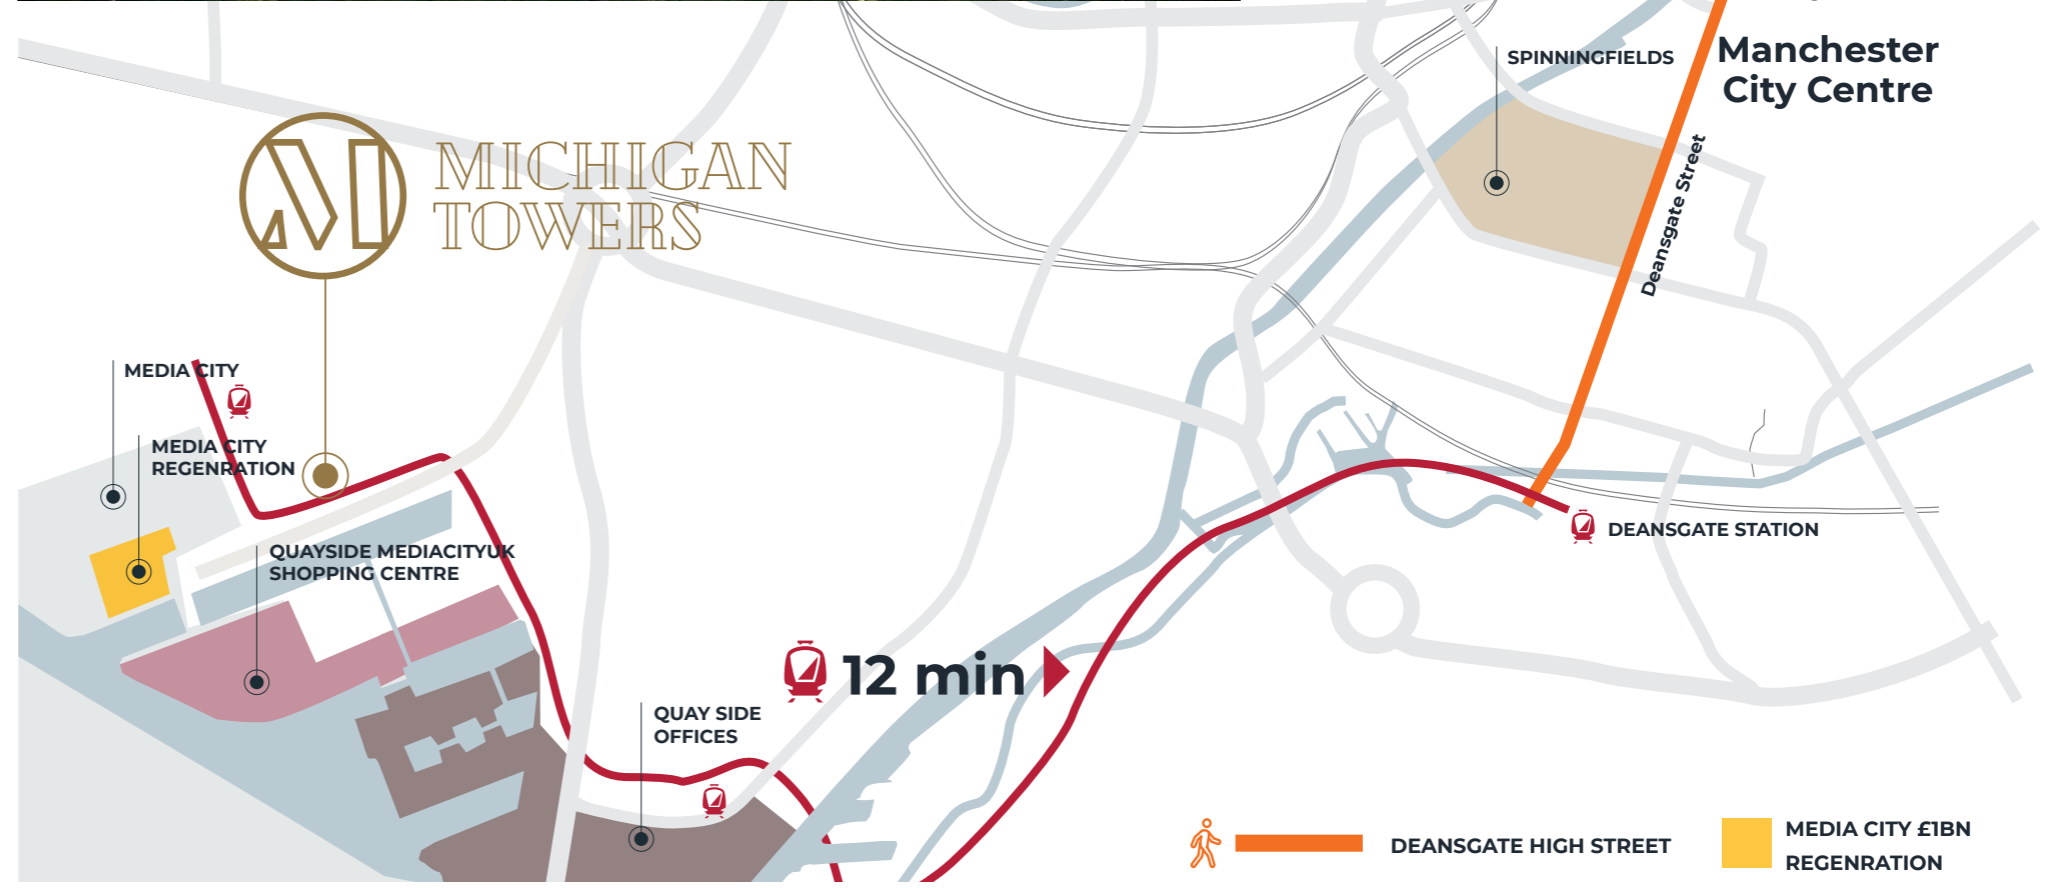 Manchester
City Centre
SPINNINGFIELDS
Deansgate Street
MICHIGAN
TOWERS
MEDIA CITY
MEDIA CITY
REGENRATION
QUAYSIDE MEDIACITYUK
SHOPPING CENTRE
DEANSGATE STATION
12 min
QUAY SIDE
OFFICES
DEANSGATE HIGH STREET
MEDIA CITY £1BN
REGENRATION